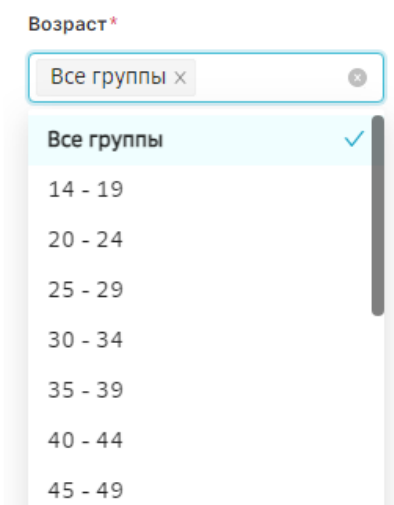 Возраст*
Все группы ×
Все группы
14 - 19
20 - 24
25 - 29
30 - 34
35 - 39
40 - 44
45 - 49